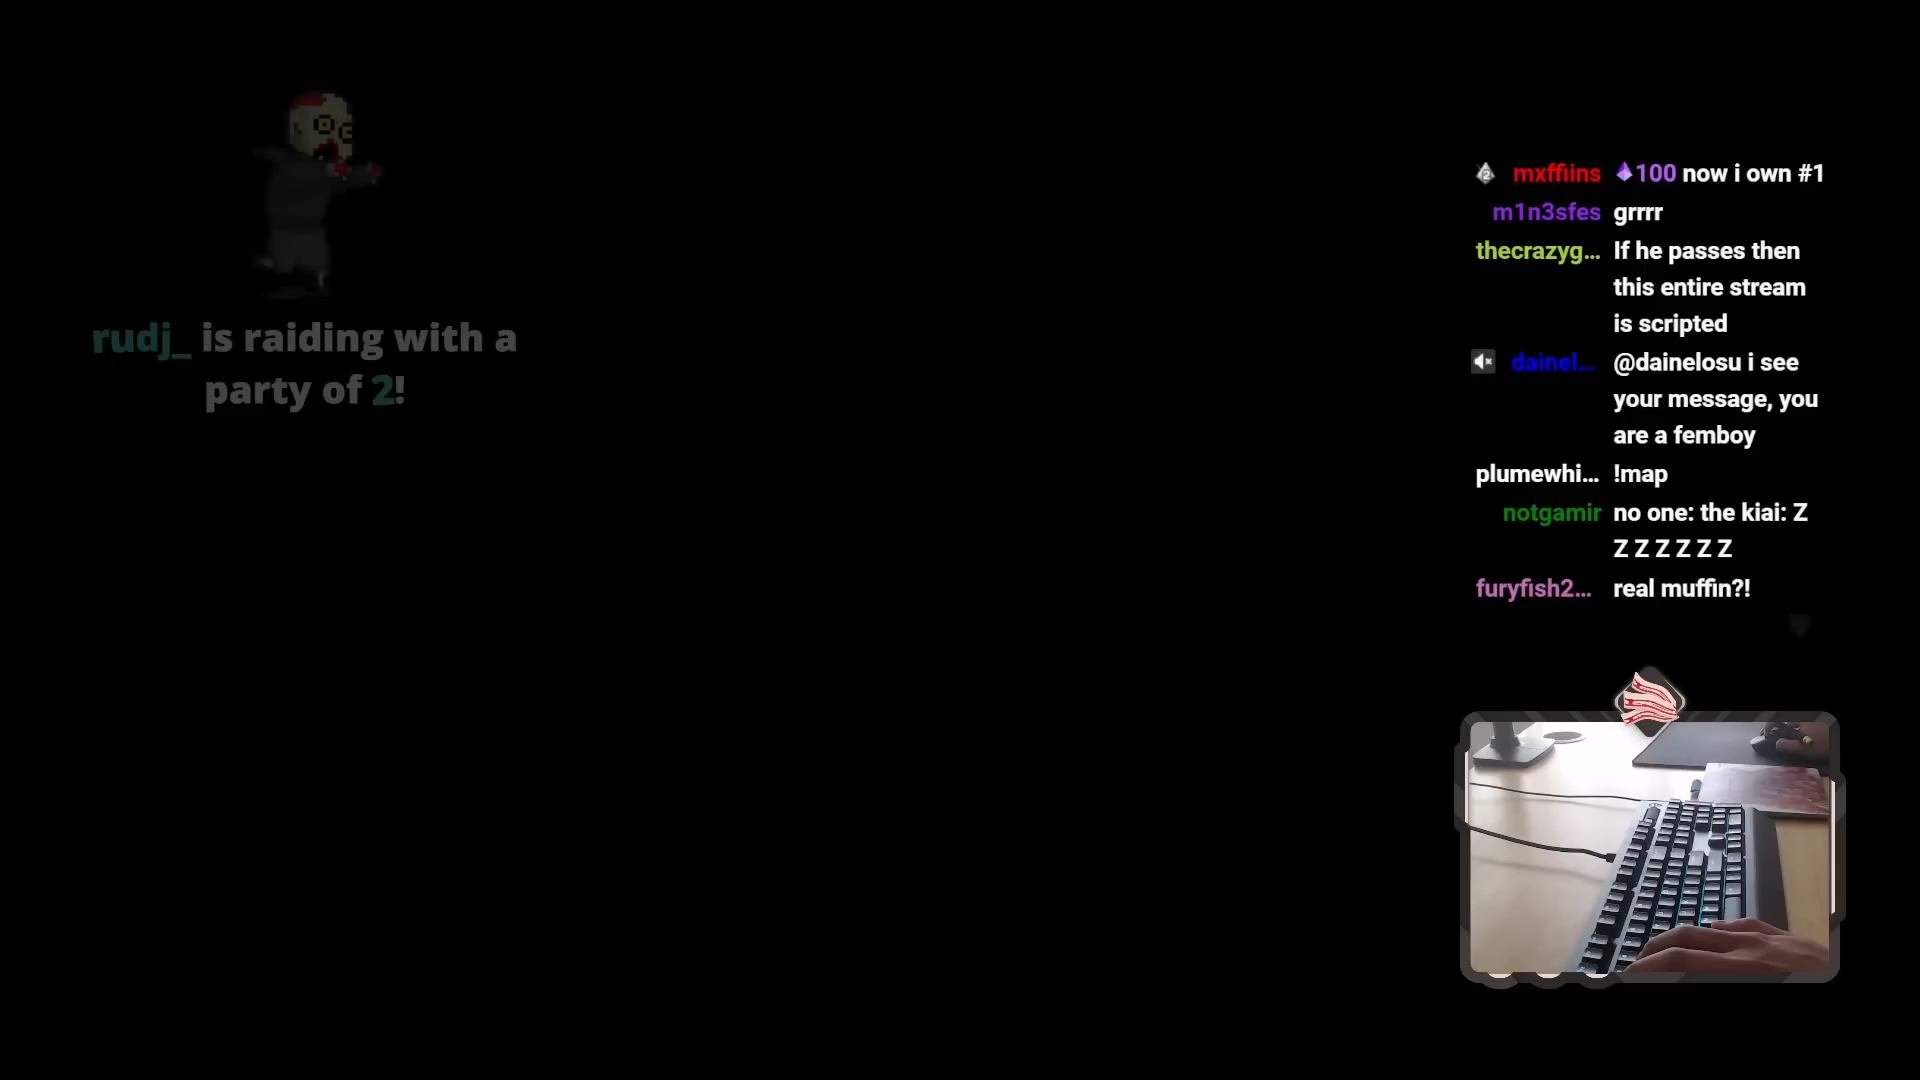 rudj_ is raiding with a
party of 2!
mxffiins 100 now i own #1
m1n3sfes grrrr
thecrazyg... If he passes then
this entire stream
is scripted
dainel... @dainelosu i see
your message, you
are a femboy
plumewhi... !map
notgamir no one: the kiai: Z
Z Z Z Z Z Z
furyfish2... real muffin?!